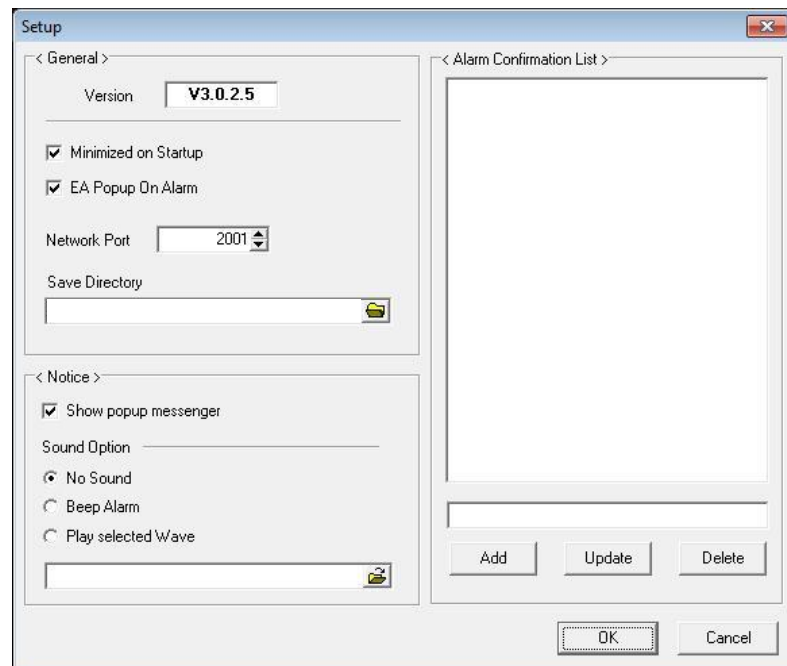 Setup
< General >
Version V3.0.2.5
Minimized on Startup
EA Popup On Alarm
Network Port 2001
Save Directory
< Notice >
Show popup messenger
Sound Option
No Sound
Beep Alarm
Play selected Wave
< Alarm Confirmation List >
Add Update Delete
OK Cancel